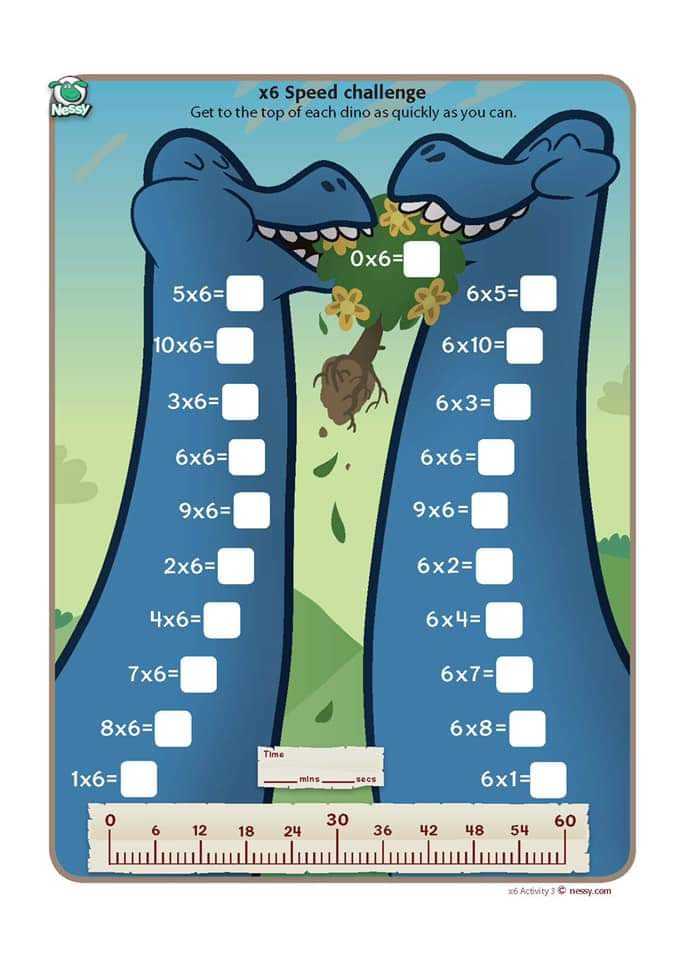 Nessy
x6 Speed challenge
Get to the top of each dino as quickly as you can.
0x6=
5x6=
10x6=
3x6=
6x6=
9x6=
2x6=
4x6=
7x6=
8x6=
1x6=
6x5=
6x10=
6x3=
6x6=
9x6=
6x2=
6x4=
6x7=
6x8=
6x1=
Time
_____ mins _____ secs
0 6 12 18 24 30 36 42 48 54 60
x6 Activity 3 © nessy.com